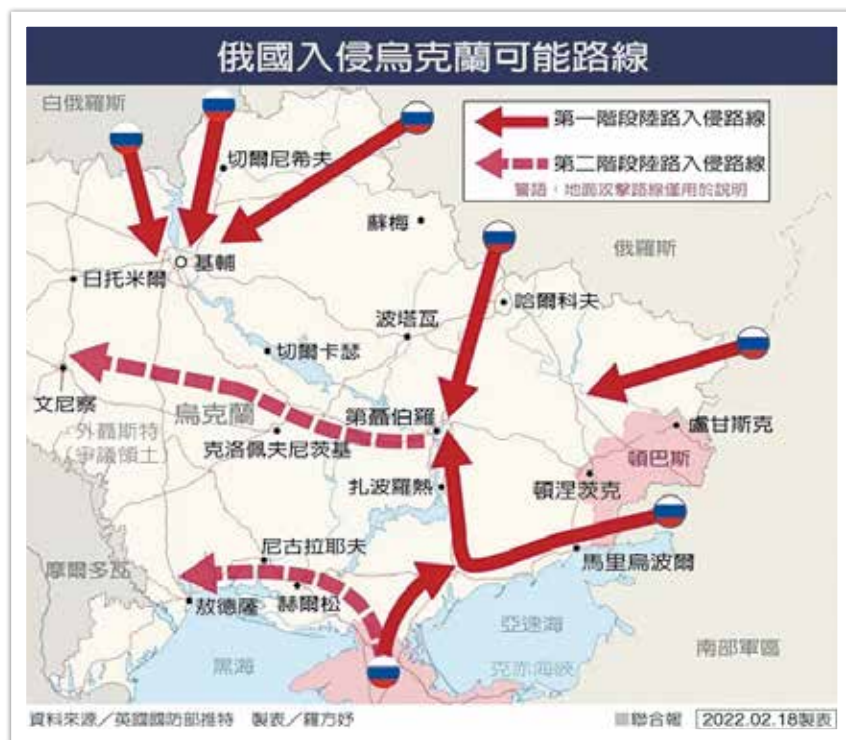 俄國入侵烏克蘭可能路線
白俄羅斯
第一階段陸路入侵路線
第二階段陸路入侵路線
警語：地面攻擊路線僅用於說明
切爾尼希夫
蘇梅
俄羅斯
基輔
日托米爾
哈爾科夫
波塔瓦
切爾卡瑟
文尼察
烏克蘭
第聶伯羅
盧甘斯克
外聶斯特
爭議領土
克洛佩夫尼茨基
頓巴斯
扎波羅熱
頓涅茨克
尼古拉耶夫
馬里烏波爾
摩爾多瓦
敖德薩
赫爾松
亞速海
南部軍區
黑海
克赤海峽
資料來源／英國國防部推特 製表／羅方妤
聯合報
2022.02.18製表